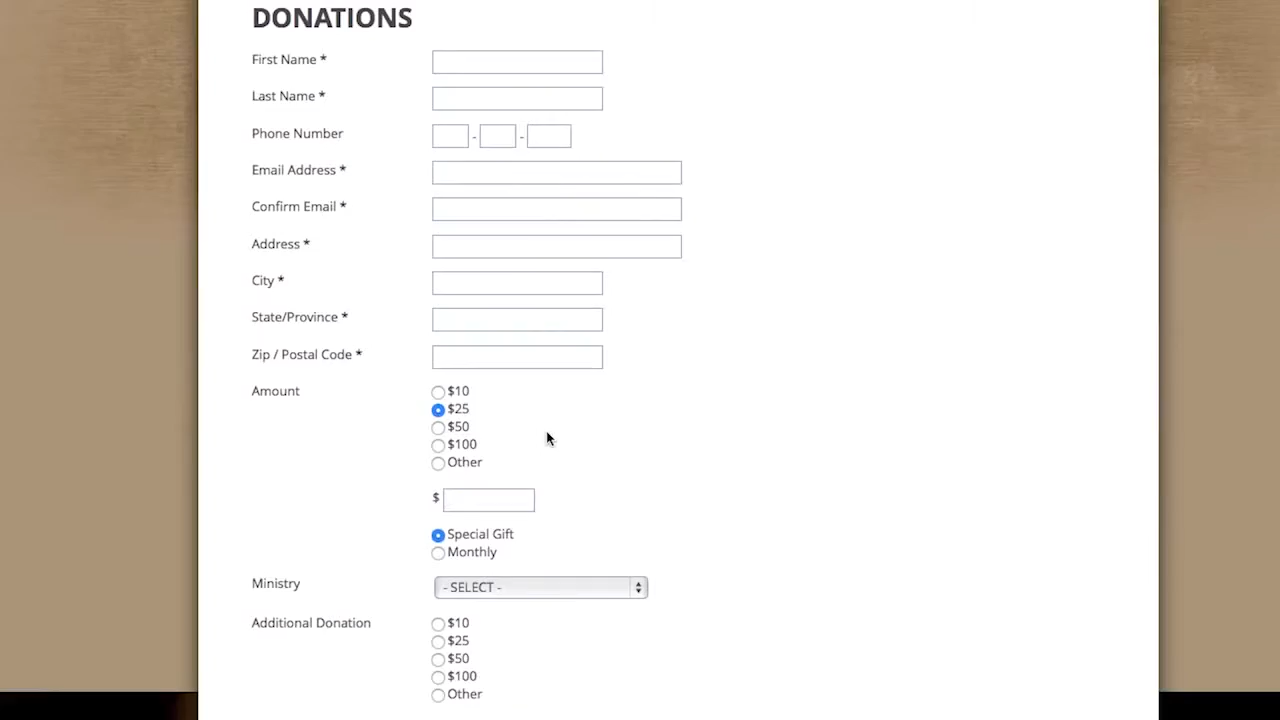 DONATIONS
First Name *
Last Name *
Phone Number - -
Email Address *
Confirm Email *
Address *
City *
State/Province *
Zip / Postal Code *
Amount $10
$25
$50
$100
Other
$
Special Gift
Monthly
Ministry - SELECT -
Additional Donation $10
$25
$50
$100
Other